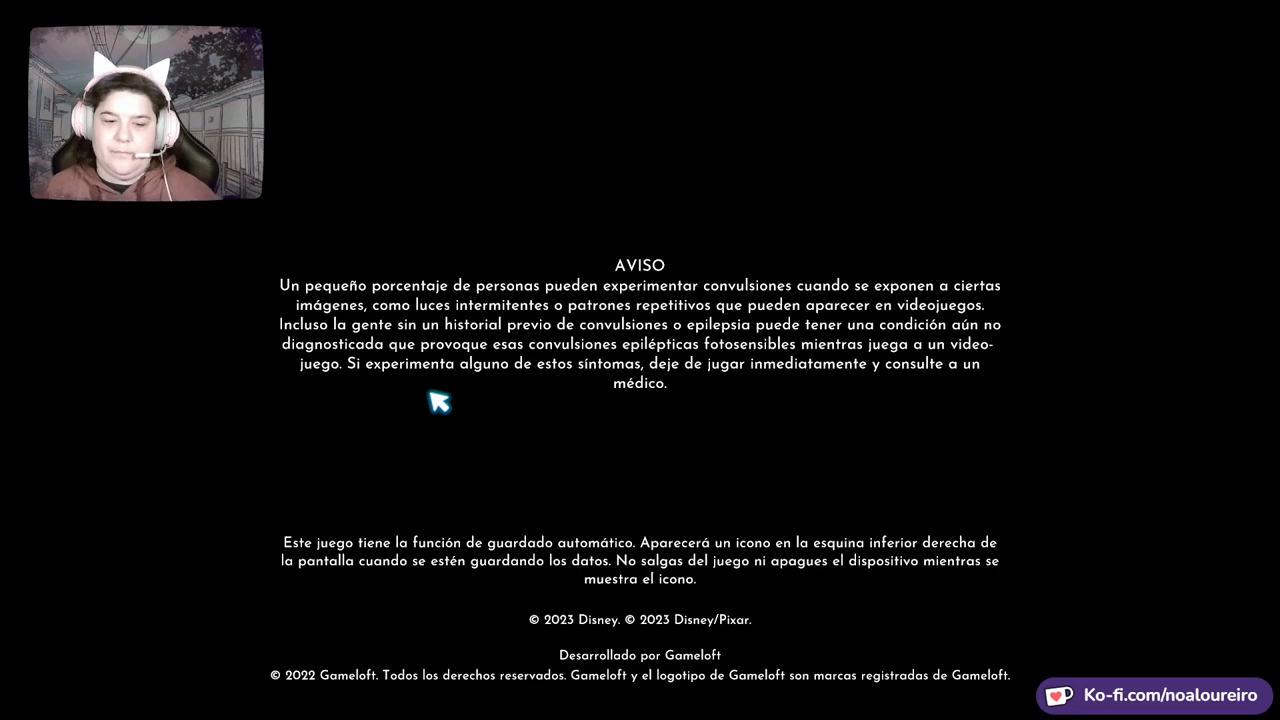 AVISO
Un pequeño porcentaje de personas pueden experimentar convulsiones cuando se exponen a ciertas
imágenes, como luces intermitentes o patrones repetitivos que pueden aparecer en videojuegos.
Incluso la gente sin un historial previo de convulsiones o epilepsia puede tener una condición aún no
diagnosticada que provoque esas convulsiones epilépticas fotosensibles mientras juega a un video-
juego. Si experimenta alguno de estos síntomas, deje de jugar inmediatamente y consulte a un
médico.
Este juego tiene la función de guardado automático. Aparecerá un icono en la esquina inferior derecha de
la pantalla cuando se estén guardando los datos. No salgas del juego ni apagues el dispositivo mientras se
muestra el icono.
© 2023 Disney. © 2023 Disney/Pixar.
Desarrollado por Gameloft
© 2022 Gameloft. Todos los derechos reservados. Gameloft y el logotipo de Gameloft son marcas registradas de Gameloft.
Ko-fi.com/noaloureiro